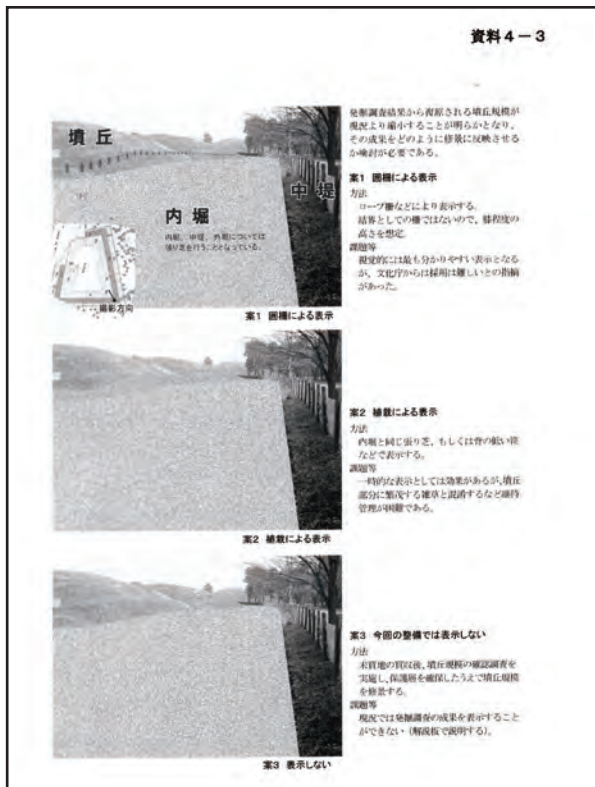 資料4－3
発掘調査結果から復原される墳丘規模が
現況より縮小することが明らかとなり、
その成果をどのように修景に反映させる
か検討が必要である。
墳丘
中堤
内堀
内堀、中堤、外堀については
張り芝を行うこととなっている。
撮影方向
案1 囲柵による表示
案1 囲柵による表示
方法
ロープ柵などにより表示する。
結界としての柵ではないので、膝程度の
高さを想定。
課題等
視覚的には最も分かりやすい表示となる
が、文化庁からは採用は難しいとの指摘
があった。
案2 植栽による表示
案2 植栽による表示
方法
内堀と同じ張り芝、もしくは背の低い笹
などで表示する。
課題等
一時的な表示としては効果があるが、墳丘
部分に繁茂する雑草と混淆するなど維持
管理が困難である。
案3 表示しない
案3 今回の整備では表示しない
方法
未買地の買収後、墳丘規模の確認調査を
実施し、保護層を確保したうえで墳丘規模
を修景する。
課題等
現況では発掘調査の成果を表示すること
ができない（解説板で説明する）。